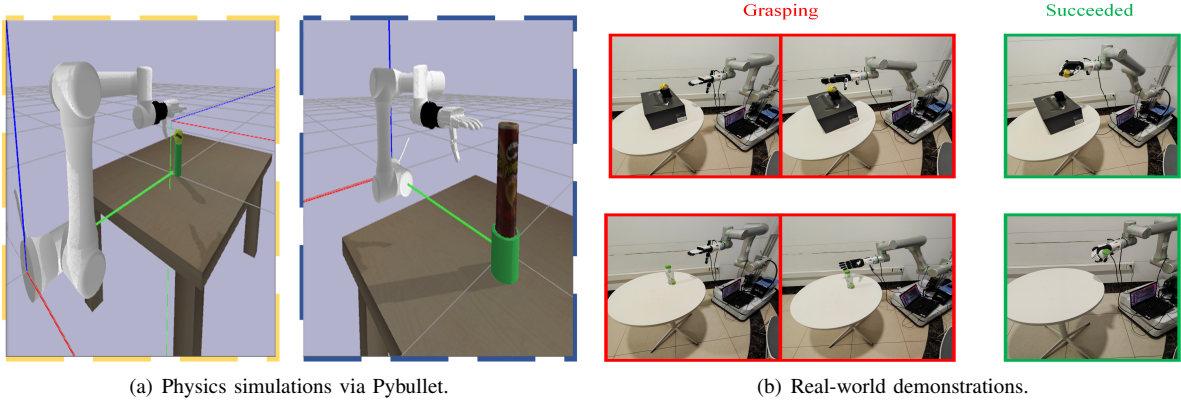 Grasping
Succeeded
(a) Physics simulations via Pybullet.
(b) Real-world demonstrations.